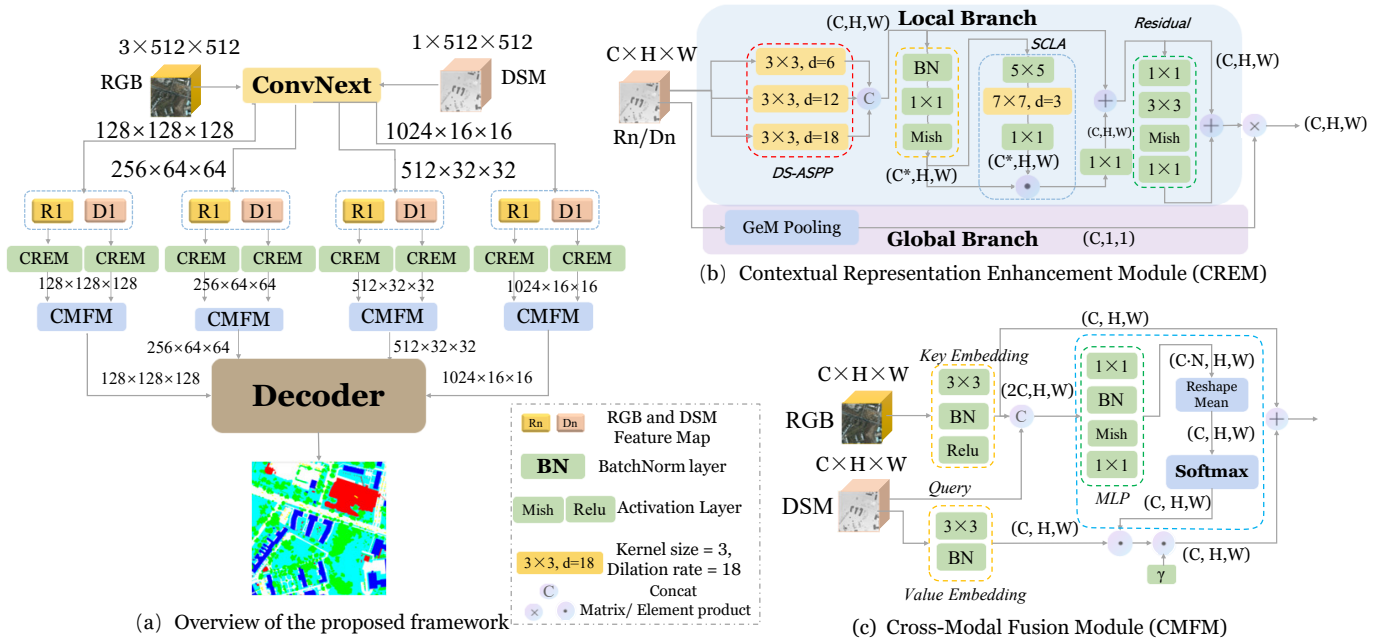 3×512×512
1×512×512
RGB
ConvNext
DSM
128×128×128
1024×16×16
256×64×64
512×32×32
R1
D1
R1
D1
R1
D1
R1
D1
CREM
CREM
CREM
CREM
CREM
CREM
CREM
CREM
128×128×128
256×64×64
512×32×32
1024×16×16
CMFM
CMFM
CMFM
CMFM
256×64×64
512×32×32
128×128×128
1024×16×16
Decoder
(a) Overview of the proposed framework
Rn
Dn
RGB and DSM
Feature Map
BN
BatchNorm layer
Mish
Relu
Activation Layer
3×3, d=18
Kernel size = 3,
Dilation rate = 18
C
Concat
×
•
Matrix/ Element product
Local Branch
(C,H,W)
Residual
SCLA
C×H×W
Rn/Dn
3×3, d=6
3×3, d=12
3×3, d=18
DS-ASPP
C
BN
1×1
Mish
(C*,H,W)
5×5
7×7, d=3
1×1
(C*,H,W)
•
1×1
(C,H,W)
+
1×1
3×3
Mish
1×1
(C,H,W)
+
×
(C,H,W)
GeM Pooling
Global Branch
(C,1,1)
(b) Contextual Representation Enhancement Module (CREM)
(C, H,W)
Key Embedding
C×H×W
RGB
3×3
BN
Relu
(2C,H,W)
C
1×1
BN
Mish
1×1
MLP
(C·N, H,W)
Reshape
Mean
(C, H,W)
Softmax
(C, H,W)
+
C×H×W
DSM
Query
3×3
BN
Value Embedding
(C, H,W)
•
•
(C, H,W)
γ
(c) Cross-Modal Fusion Module (CMFM)